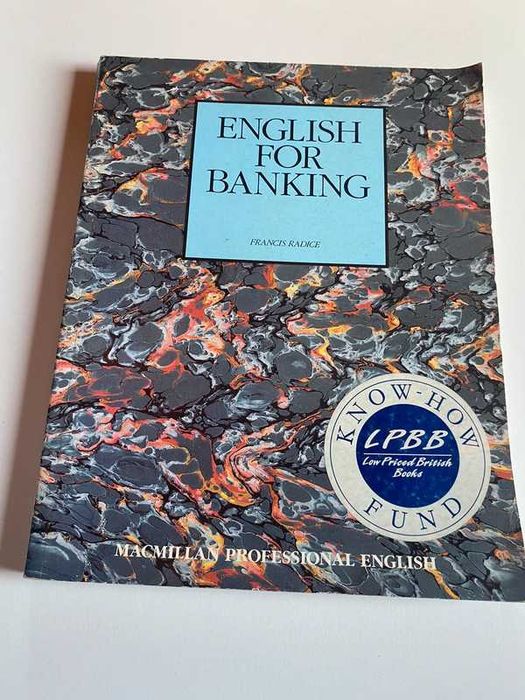 ENGLISH
FOR
BANKING
FRANCIS RADICE
KNOW-HOW
LPBB
Low Priced British
Books
FUND
MACMILLAN PROFESSIONAL ENGLISH